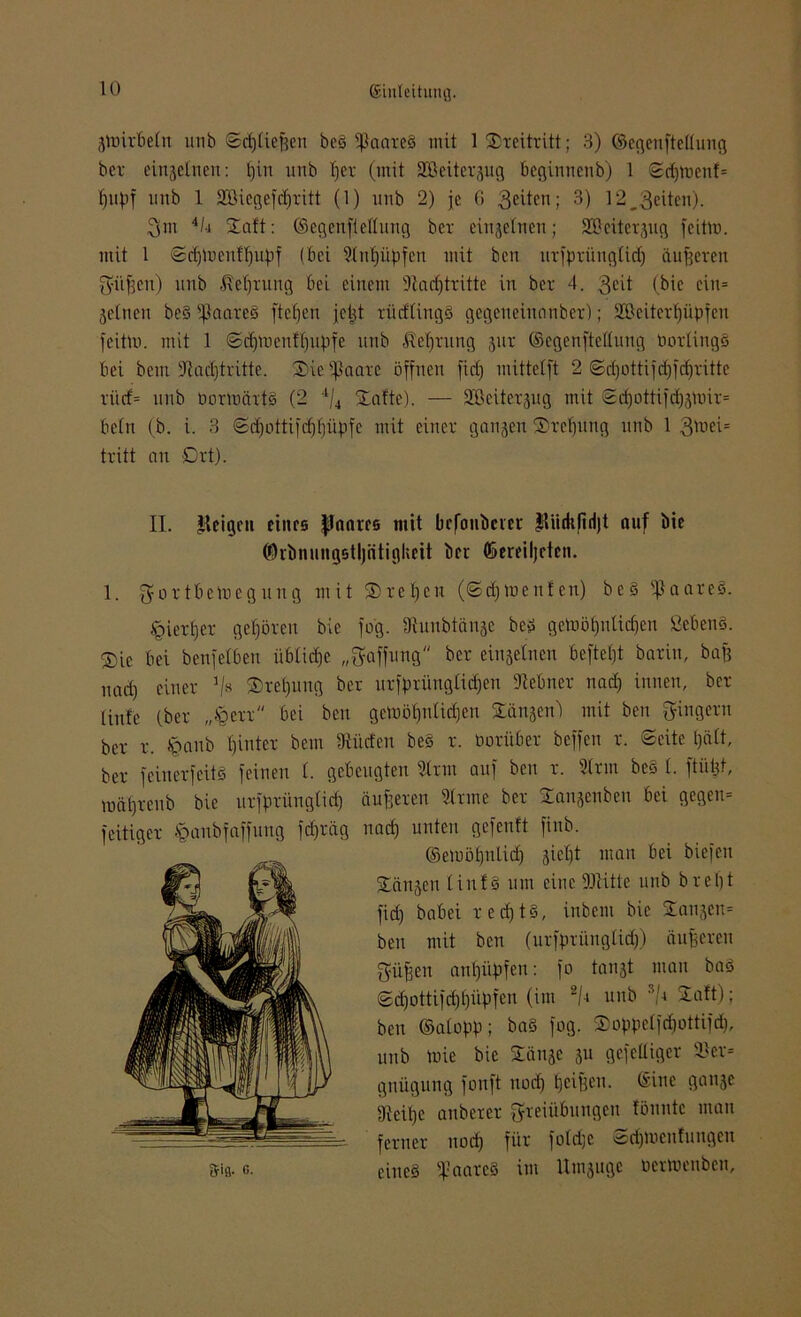 10
Einleitung.
zwirbeln und Schließen des Paares mit 1 Dreitritt; 3) Gegenstellung
der einzelnen: hin und her (mit Weiterzug beginnend) 1 Schwenk=
hupf und 1 Wiegeschritt (1) und 2) je 6 Zeiten; 3) 12 Zeiten).
Im 4/4 Takt: Gegenstellung der einzelnen; Weiterzug seitw.
mit 1 Schwenkhupf (bei Anhüpfen mit den ursprünglich äußeren
Füßen) und Kehrung bei einem Nachtritte in der 4. Zeit (die ein=
zelnen des Paares stehen jetzt rücklings gegeneinander); Weiterhüpfen
seitw. mit 1 Schwenkhupfe und Kehrung zur Gegenstellung vorlings
bei dem Nachtritte. Die Paare öffnen sich mittelst 2 Schottischschritte
rück= und vorwärts (2 4/4 Takte). — Weiterzug mit Schottischzwir=
beln (d. i. 3 Schottischhüpfe mit einer ganzen Drehung und 1 Zwei=
tritt an Ort).
II. Reigen eines Paares mit besonderer Rücksicht auf die
Ordnungsthätigkeit der Gereihten.
1. Fortbewegung mit Drehen (Schwenken) des Paares.
Hierher gehören die sog. Rundtänze des gewöhnlichen Lebens.
Die bei denselben übliche „Fassung" der einzelnen besteht darin, daß
nach einer 1/8 Drehung der ursprünglichen Nebner nach innen, der
linke (der „Herr" bei den gewöhnlichen Tänzen) mit den Fingern
der r. Hand hinter dem Rücken des r. vorüber dessen r. Seite hält,
der seinerseits seinen l. gebeugten Arm auf den r. Arm des l. stützt,
während die ursprünglich äußeren Arme der Tanzenden bei gegen=
seitiger Handfassung schräg nach unten gesenkt sind.
Gewöhnlich zieht man bei diesen
Tänzen links um eine Mitte und dreht
sich dabei rechts, indem die Tanzen=
den mit den (ursprünglich) äußeren
Füßen anhüpfen: so tanzt man das
Schottischhüpfen (im 2/4 und 3/4 Takt);
den Galopp; das sog. Doppelschottisch,
und wie die Tänze zu geselliger Ver=
gnügung sonst noch heißen. Eine ganze
Reihe anderer Freiübungen könnte man
ferner noch für solche Schwenkungen
eines Paares im Umzuge verwenden,
Fig. 6.